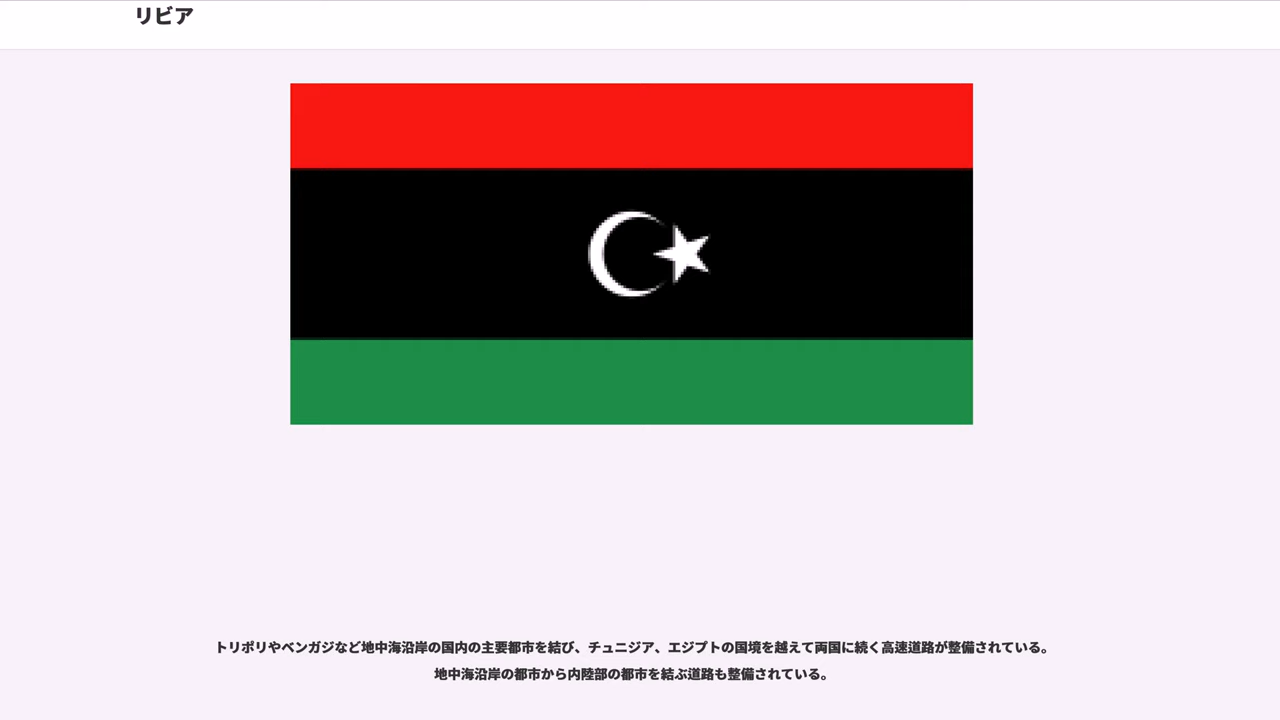 リビア
トリポリやベンガジなど地中海沿岸の国内の主要都市を結び、チュニジア、エジプトの国境を越えて両国に続く高速道路が整備されている。
地中海沿岸の都市から内陸部の都市を結ぶ道路も整備されている。